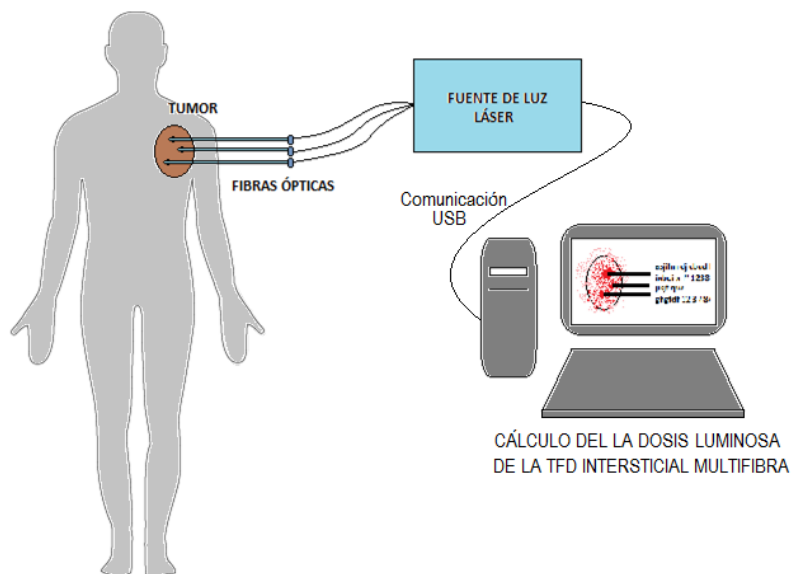 TUMOR
FIBRAS ÓPTICAS
FUENTE DE LUZ
LÁSER
Comunicación
USB
CÁLCULO DEL LA DOSIS LUMINOSA
DE LA TFD INTERSTICIAL MULTIFIBRA